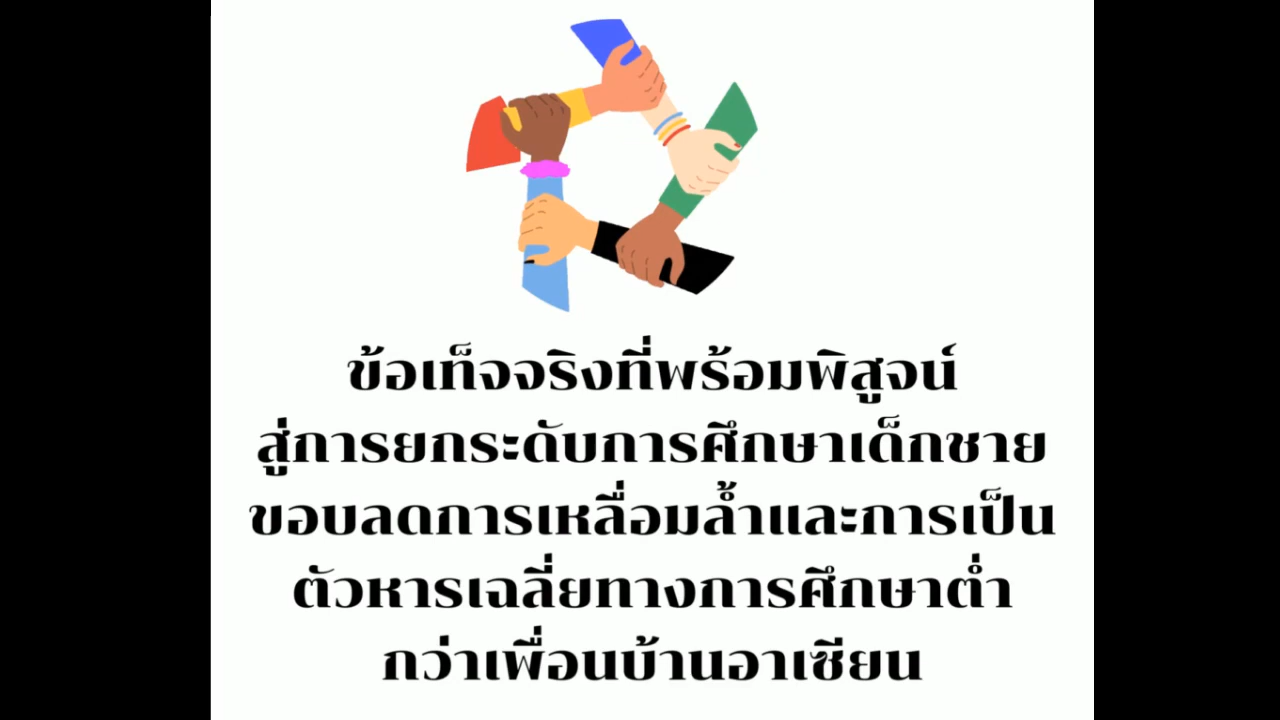 ข้อเท็จจริงที่พร้อมพิสูจน์
สู่การยกระดับการศึกษาเด็กชาย
ขอบลดการเหลื่อมล้ำและการเป็น
ตัวหารเฉลี่ยทางการศึกษาต่ำ
กว่าเพื่อนบ้านอาเซียน